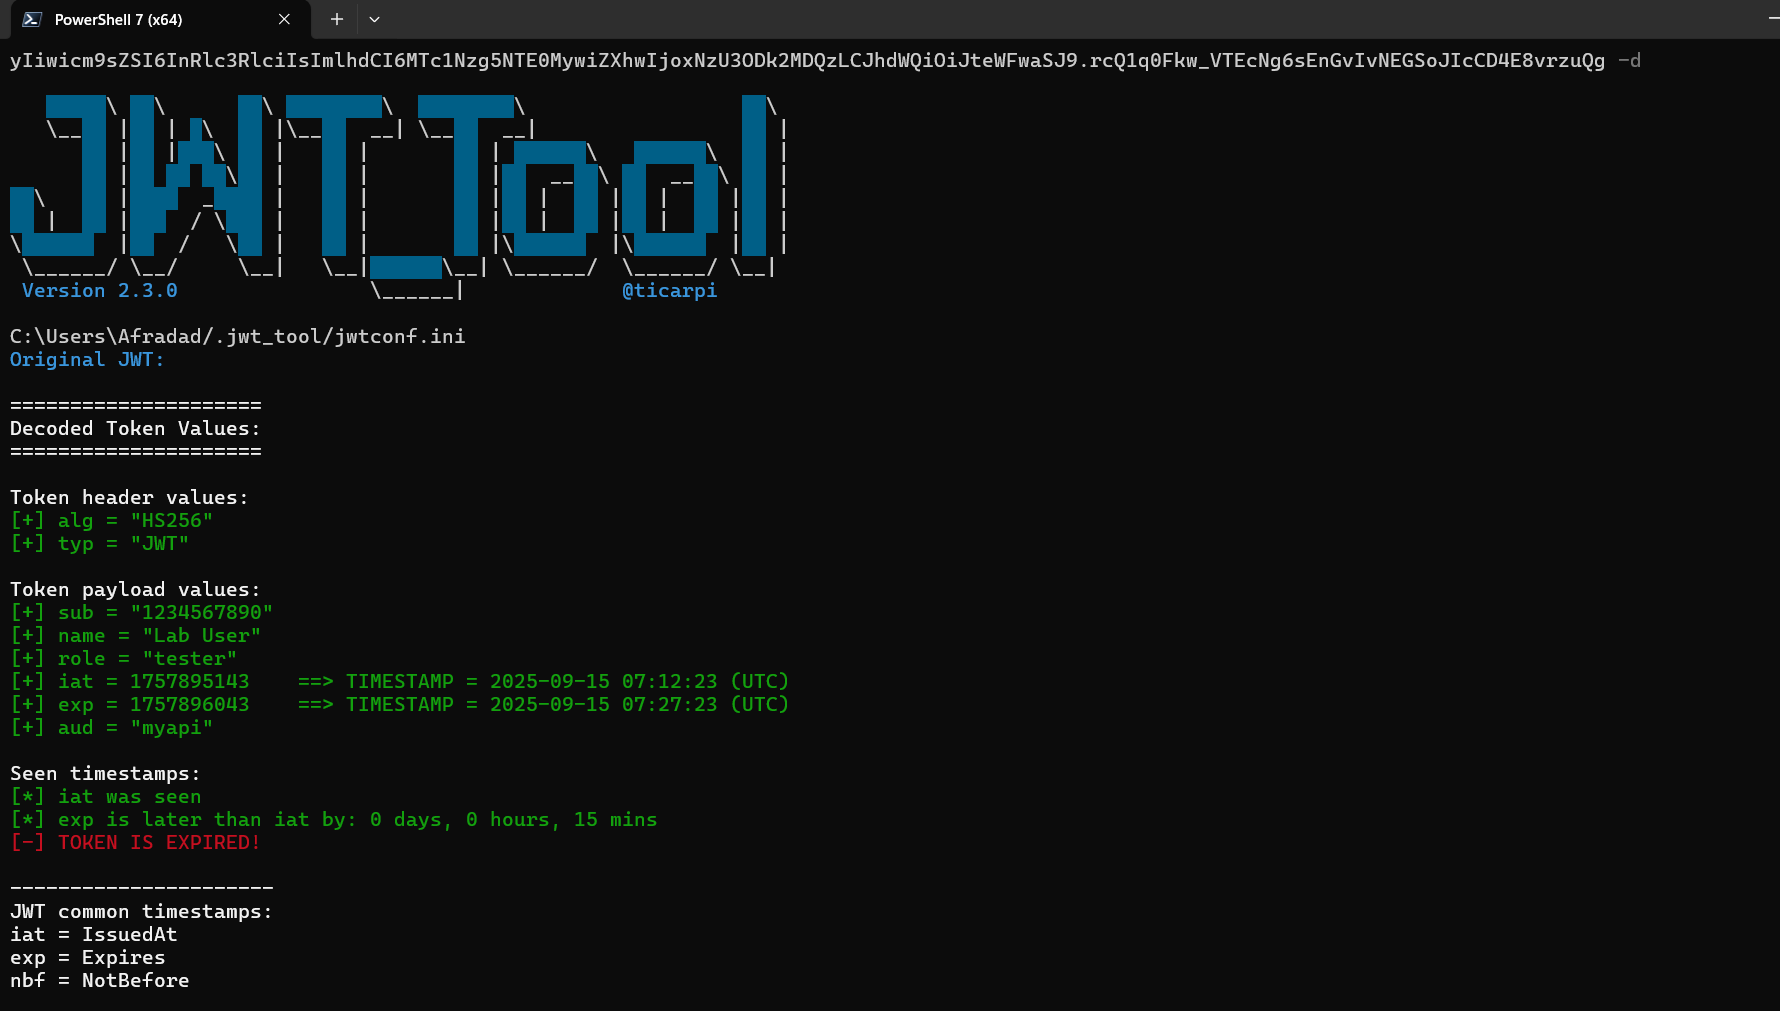 PowerShell 7 (x64)
yIiwicm9sZSI6InRlc3RlciIsImlhdCI6MTc1Nzg5NTE0MywiZXhwIjoxNzU3ODk2MDQzLCJhdWQiOiJteWFwaSJ9.rcQ1q0Fkw_VTEcNg6sEnGvIvNEGSoJIcCD4E8vrzuQg -d
JWT_Tool
Version 2.3.0 @ticarpi
C:\Users\Afradad/.jwt_tool/jwtconf.ini
Original JWT:
=====================
Decoded Token Values:
=====================
Token header values:
[+] alg = "HS256"
[+] typ = "JWT"
Token payload values:
[+] sub = "1234567890"
[+] name = "Lab User"
[+] role = "tester"
[+] iat = 1757895143    ==> TIMESTAMP = 2025-09-15 07:12:23 (UTC)
[+] exp = 1757896043    ==> TIMESTAMP = 2025-09-15 07:27:23 (UTC)
[+] aud = "myapi"
Seen timestamps:
[*] iat was seen
[*] exp is later than iat by: 0 days, 0 hours, 15 mins
[-] TOKEN IS EXPIRED!
----------------------
JWT common timestamps:
iat = IssuedAt
exp = Expires
nbf = NotBefore